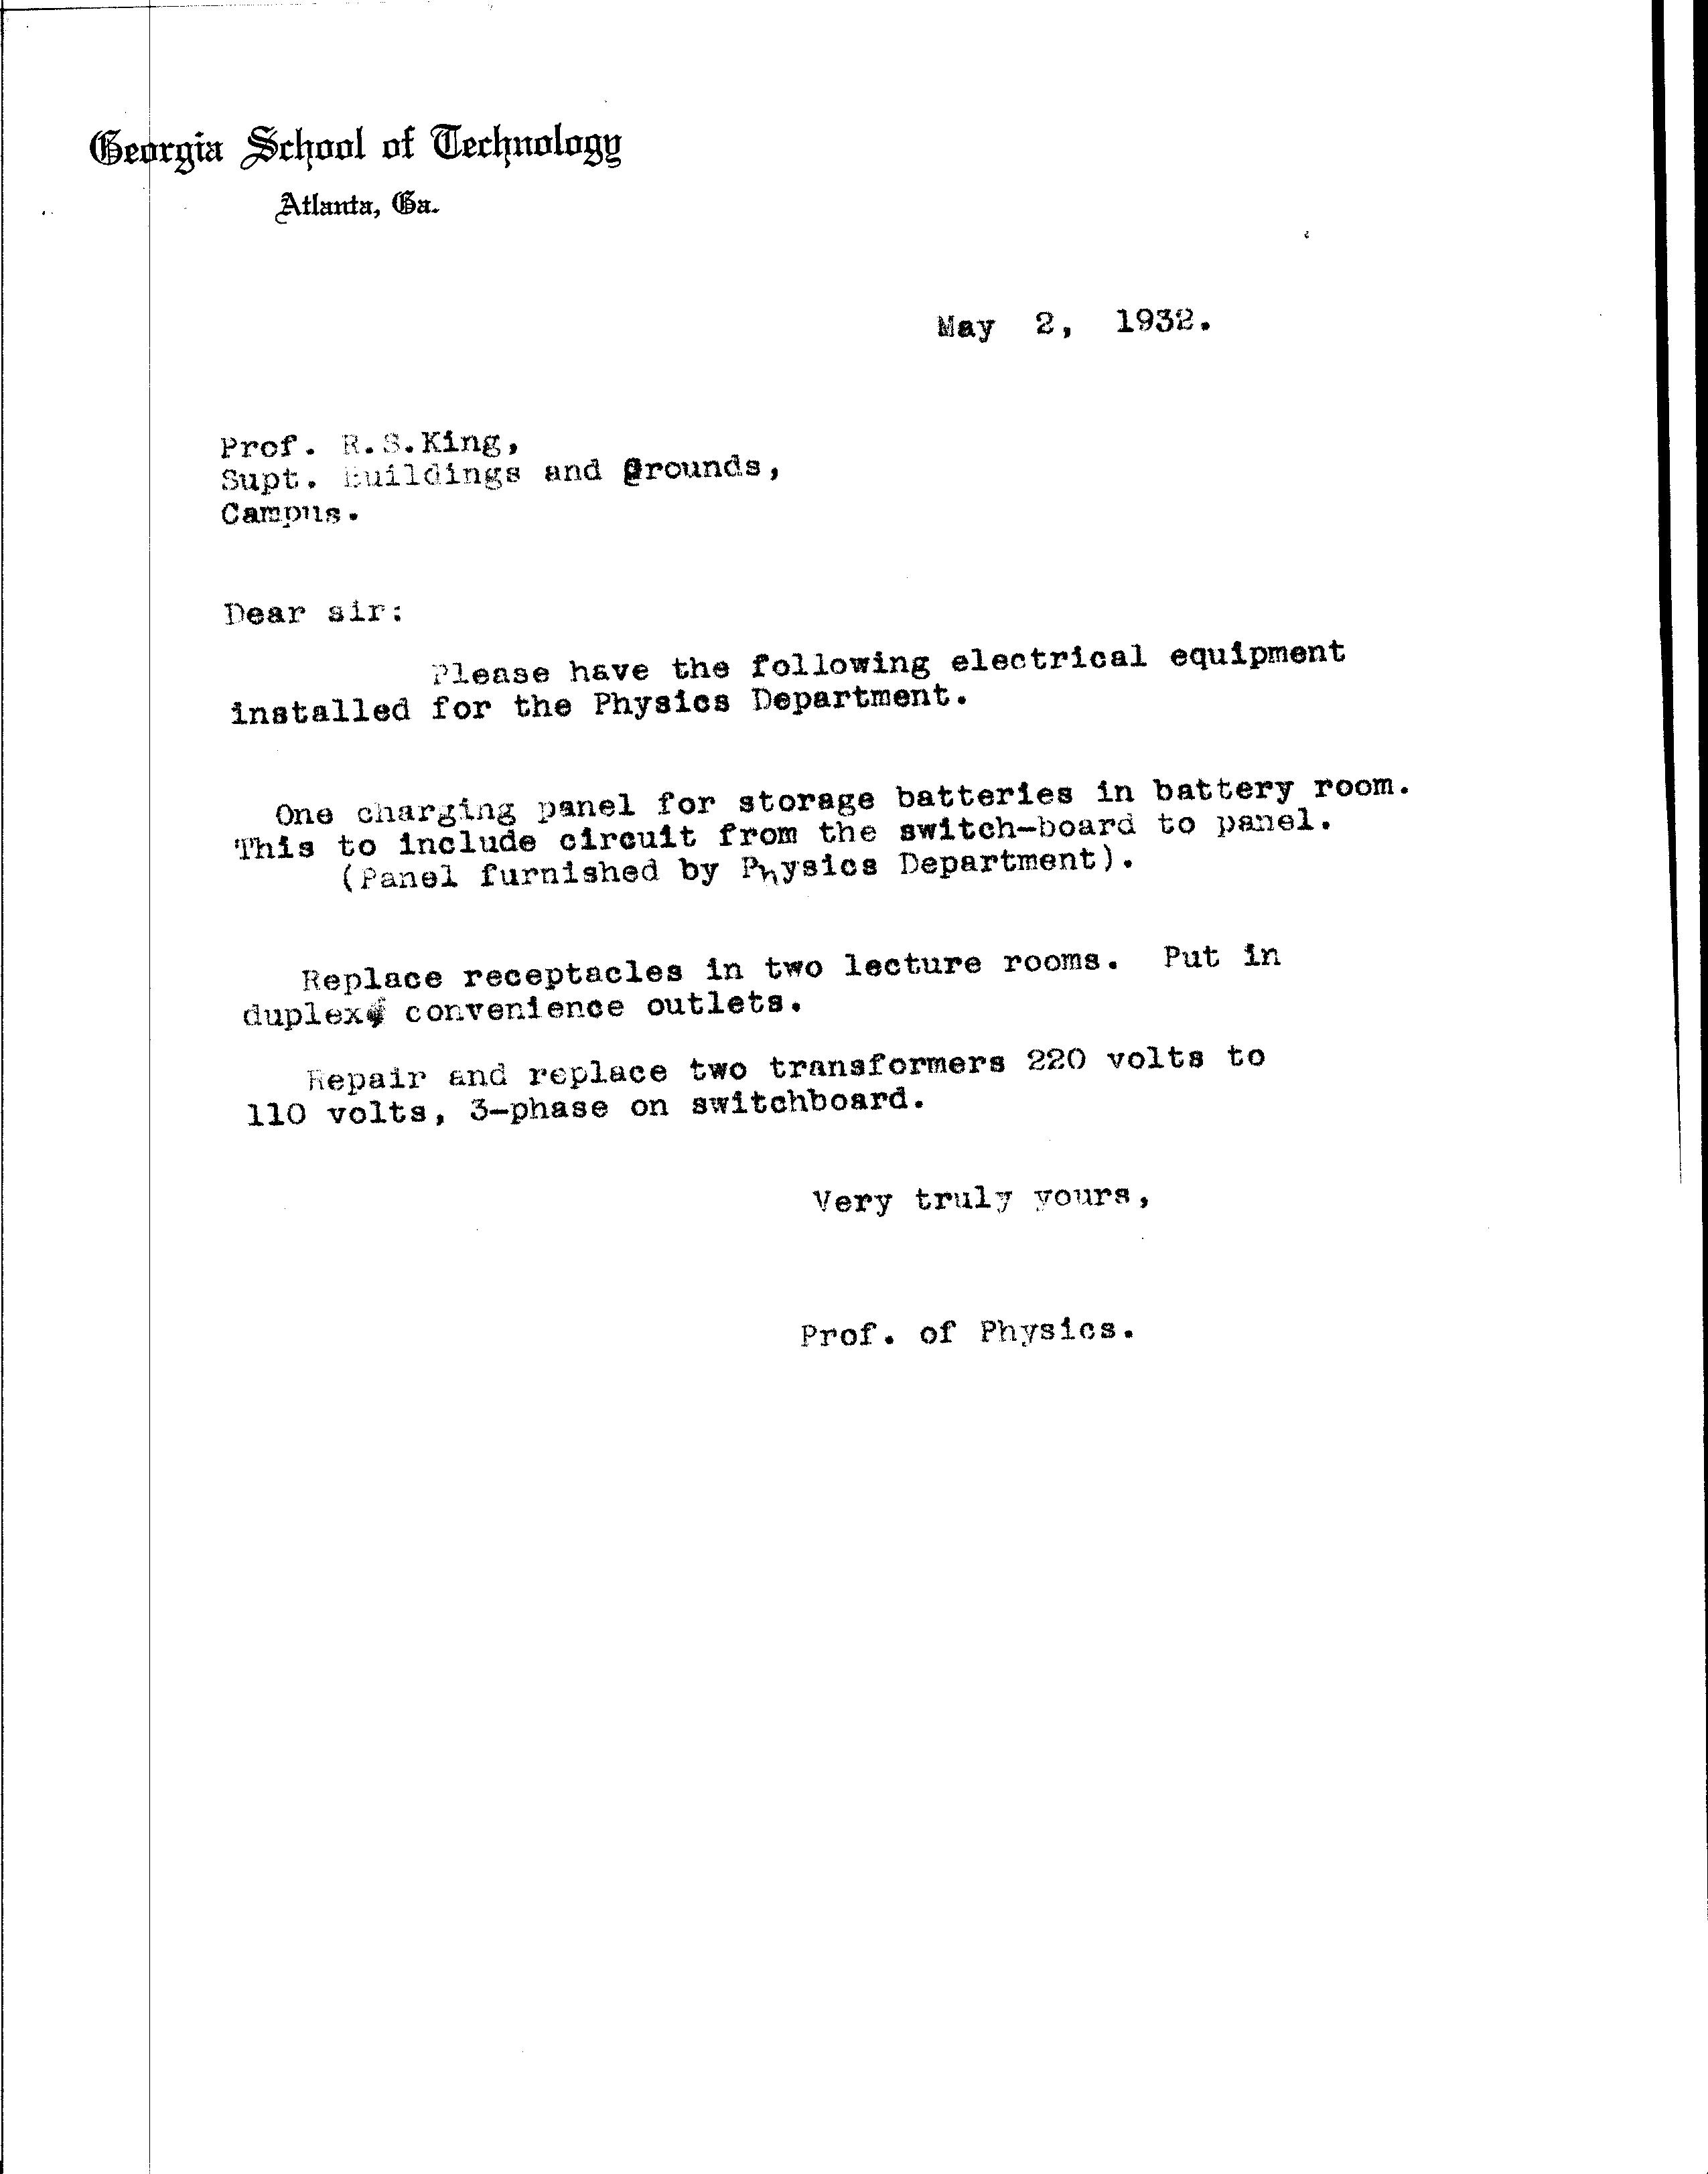 Georgia School of Technology
Atlanta, Ga.
May 2, 1932.
Prof. R.S.King,
Supt. Buildings and Grounds,
Campus.
Dear sir:
Please have the following electrical equipment
installed for the Physics Department.
One charging panel for storage batteries in battery room.
This to include circuit from the switch-board to panel.
(Panel furnished by Physics Department).
Replace receptacles in two lecture rooms. Put in
duplex convenience outlets.
Repair and replace two transformers 220 volts to
110 volts, 3-phase on switchboard.
Very truly yours,
Prof. of Physics.